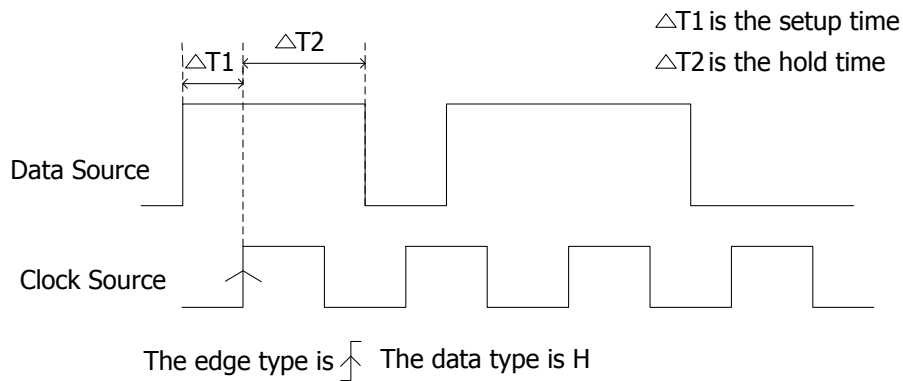 △T1 is the setup time
△T2
△T1
△T2 is the hold time
Data Source
Clock Source
The edge type is The data type is H